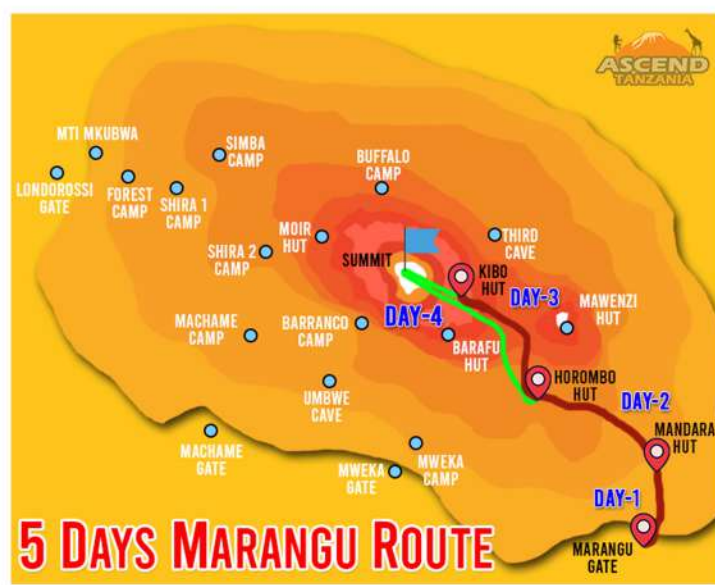 ASCEND
TANZANIA
MTI MKUBWA
SIMBA
CAMP
BUFFALO
CAMP
LONDOROSSI
GATE
FOREST
CAMP
SHIRA 1
CAMP
MOIR
HUT
THIRD
CAVE
SHIRA 2
CAMP
SUMMIT
KIBO
HUT
DAY-3
MAWENZI
HUT
DAY-4
MACHAME
CAMP
BARRANCO
CAMP
BARAFU
HUT
HOROMBO
HUT
UMBWE
CAVE
DAY-2
MACHAME
GATE
MANDARA
HUT
MWEKA
GATE
MWEKA
CAMP
DAY-1
5 DAYS MARANGU ROUTE
MARANGU
GATE